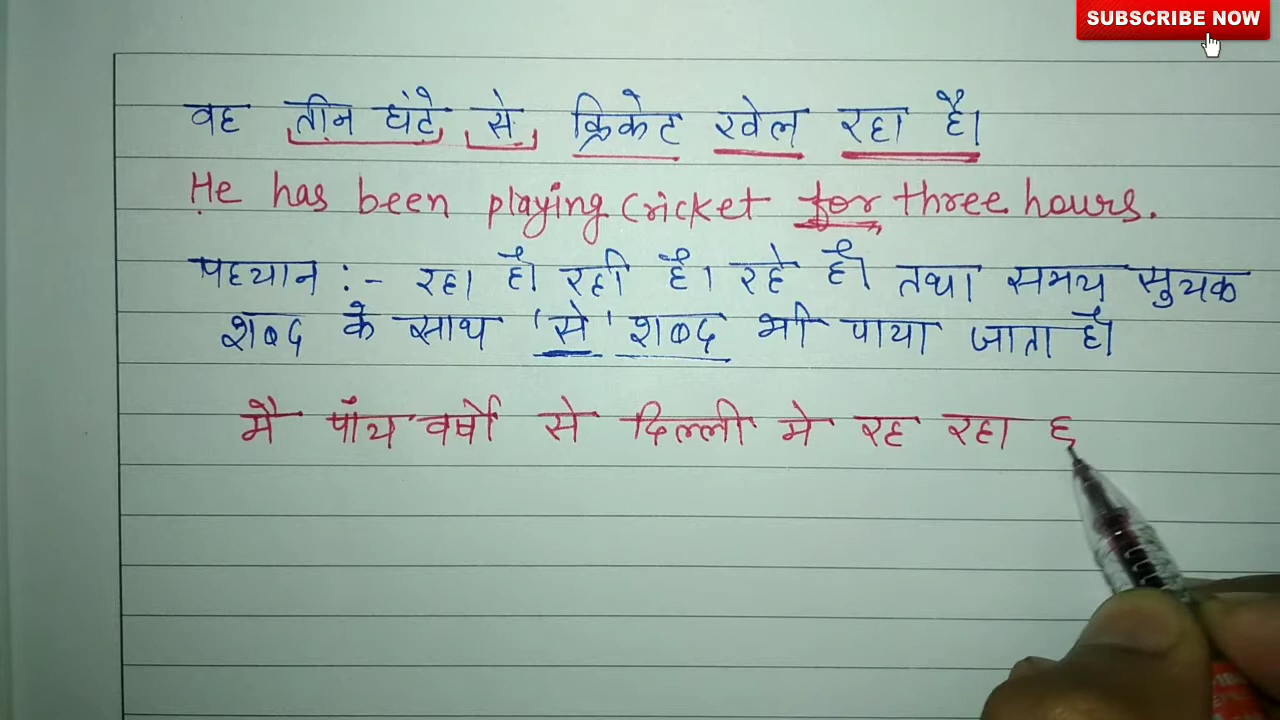 SUBSCRIBE NOW
वह तीन घंटे से क्रिकेट खेल रहा है।
He has been playing cricket for three hours.
पहचान :- रहा है। रही है। रहे है। तथा समय सुचक
शब्द के साथ 'से' शब्द भी पाया जाता है।
मै पाँच वर्षो से दिल्ली मे रह रहा ह